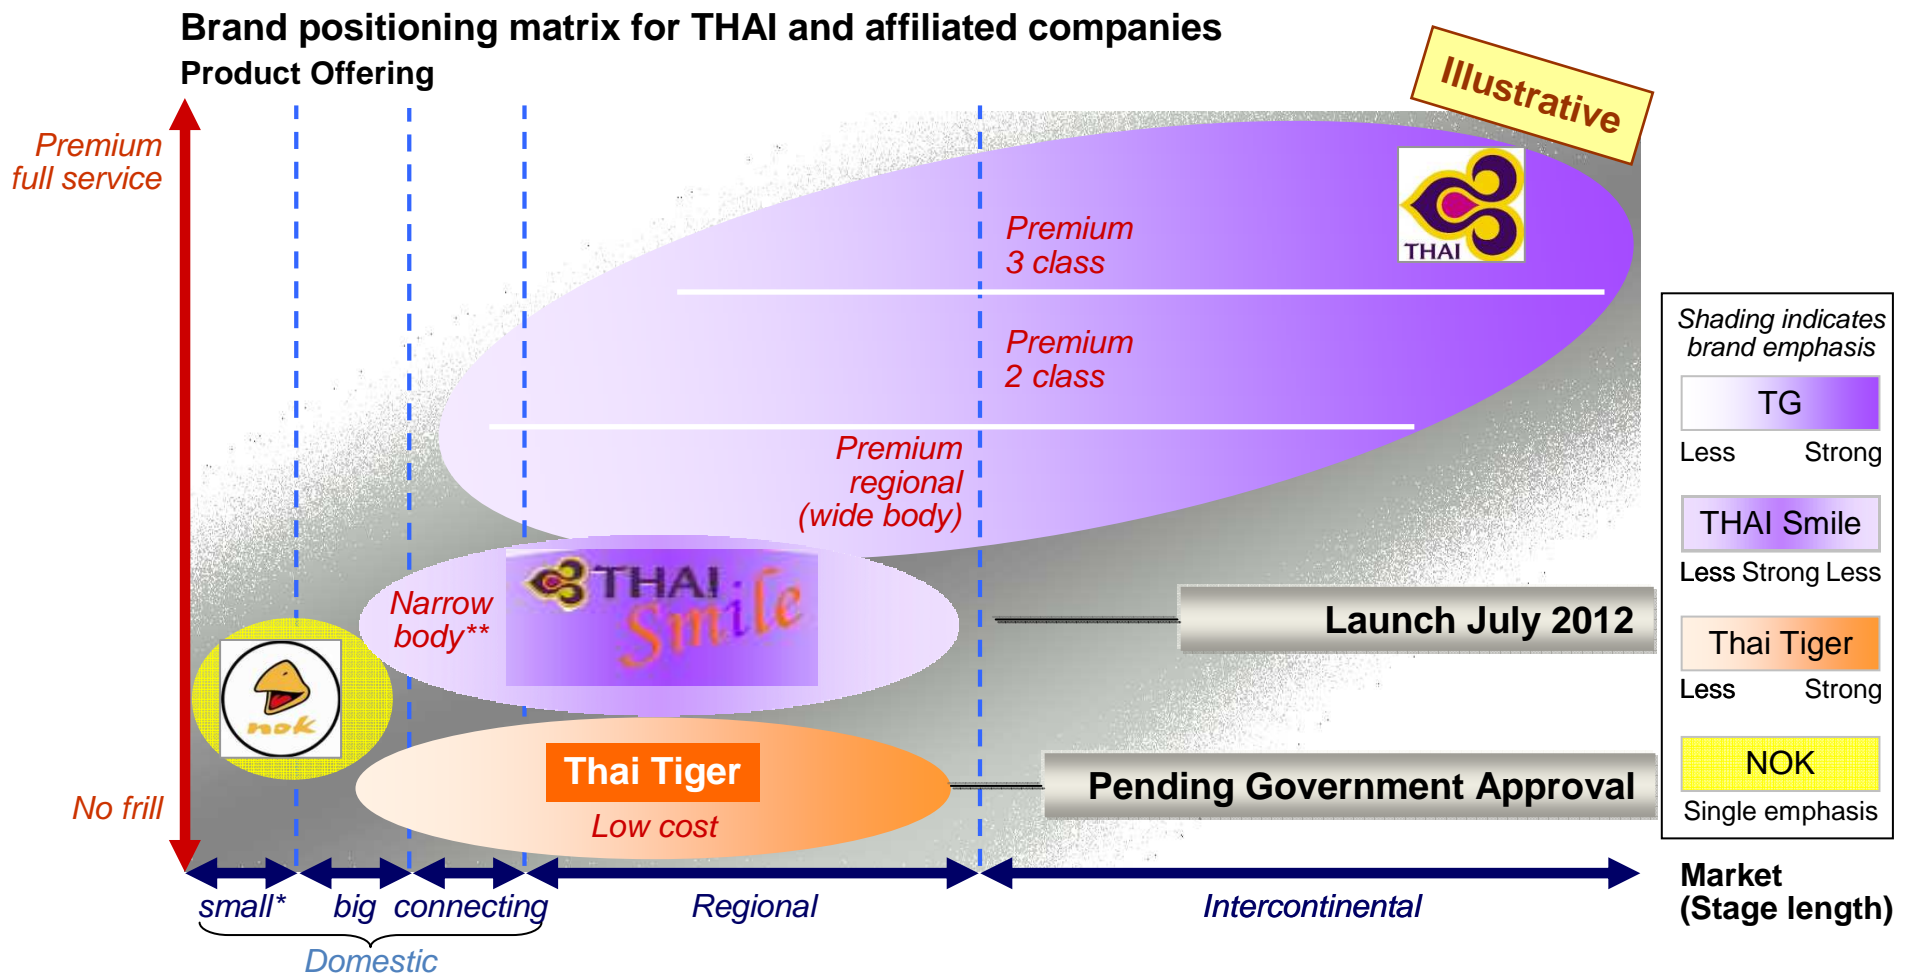 Brand positioning matrix for THAI and affiliated companies
Product Offering
Illustrative
Premium
full service
THAI
Premium
3 class
Premium
2 class
Premium
regional
(wide body)
Shading indicates
brand emphasis
TG
Less Strong
THAI Smile
Less Strong Less
Thai Tiger
Less Strong
NOK
Single emphasis
Narrow
body**
THAI
Smile
Launch July 2012
nok
Thai Tiger
Low cost
Pending Government Approval
No frill
small* big connecting Regional Intercontinental
Domestic
Market
(Stage length)